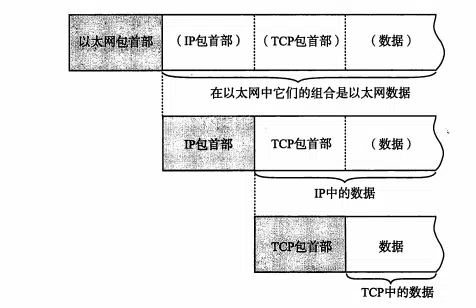 以太网包首部 （IP包首部） （TCP包首部） （数据）
在以太网中它们的组合是以太网数据
IP包首部 TCP包首部 （数据）
IP中的数据
TCP包首部 数据
TCP中的数据